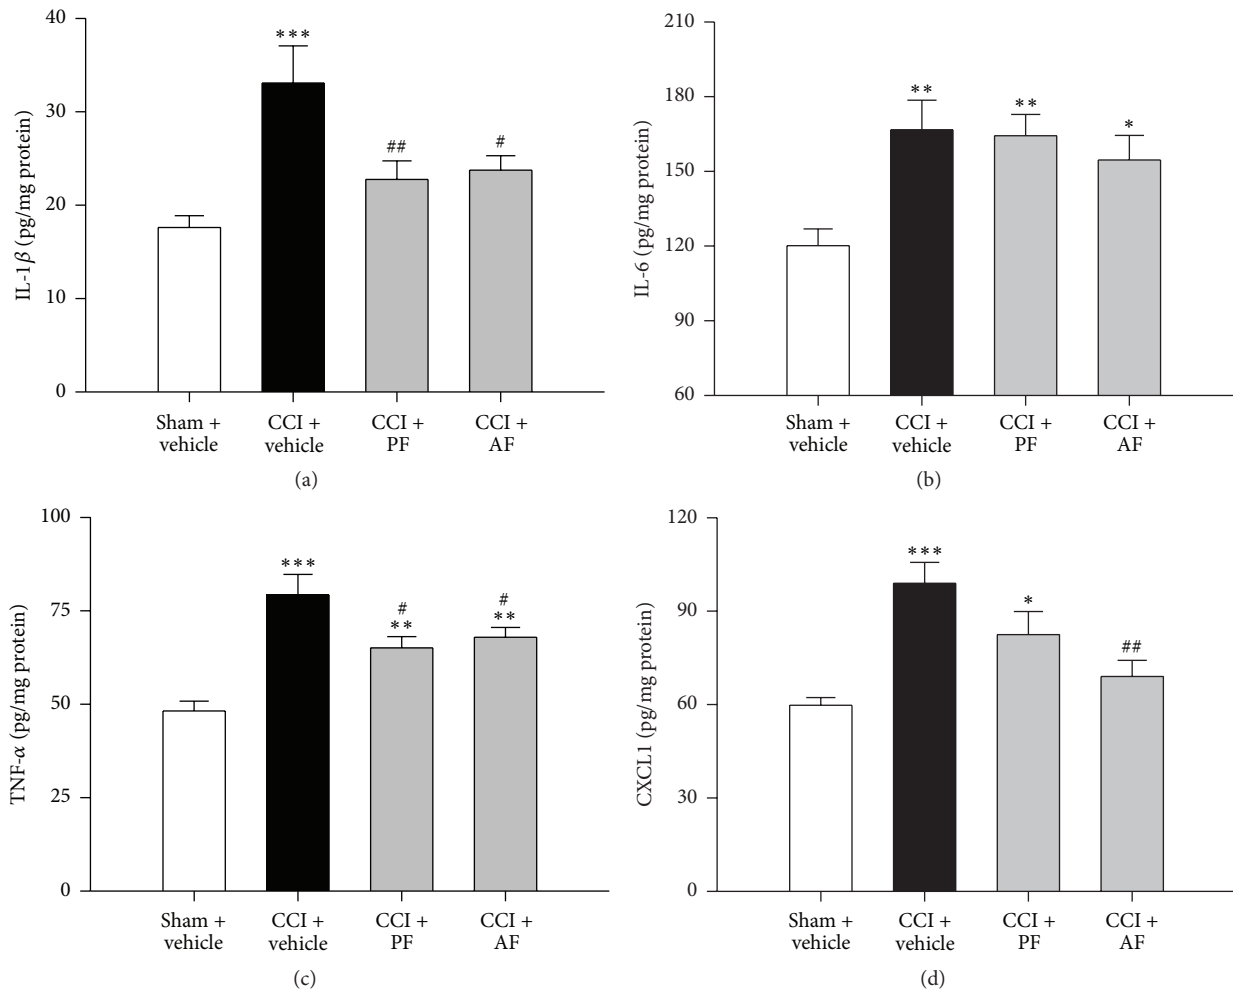 40
30
20
10
0
IL-1β (pg/mg protein)
***
##
#
Sham + vehicle
CCI + vehicle
CCI + PF
CCI + AF
(a)
210
180
150
120
90
60
IL-6 (pg/mg protein)
**
**
*
Sham + vehicle
CCI + vehicle
CCI + PF
CCI + AF
(b)
100
75
50
25
0
TNF-α (pg/mg protein)
***
#
**
#
**
Sham + vehicle
CCI + vehicle
CCI + PF
CCI + AF
(c)
120
90
60
30
0
CXCL1 (pg/mg protein)
***
*
##
Sham + vehicle
CCI + vehicle
CCI + PF
CCI + AF
(d)